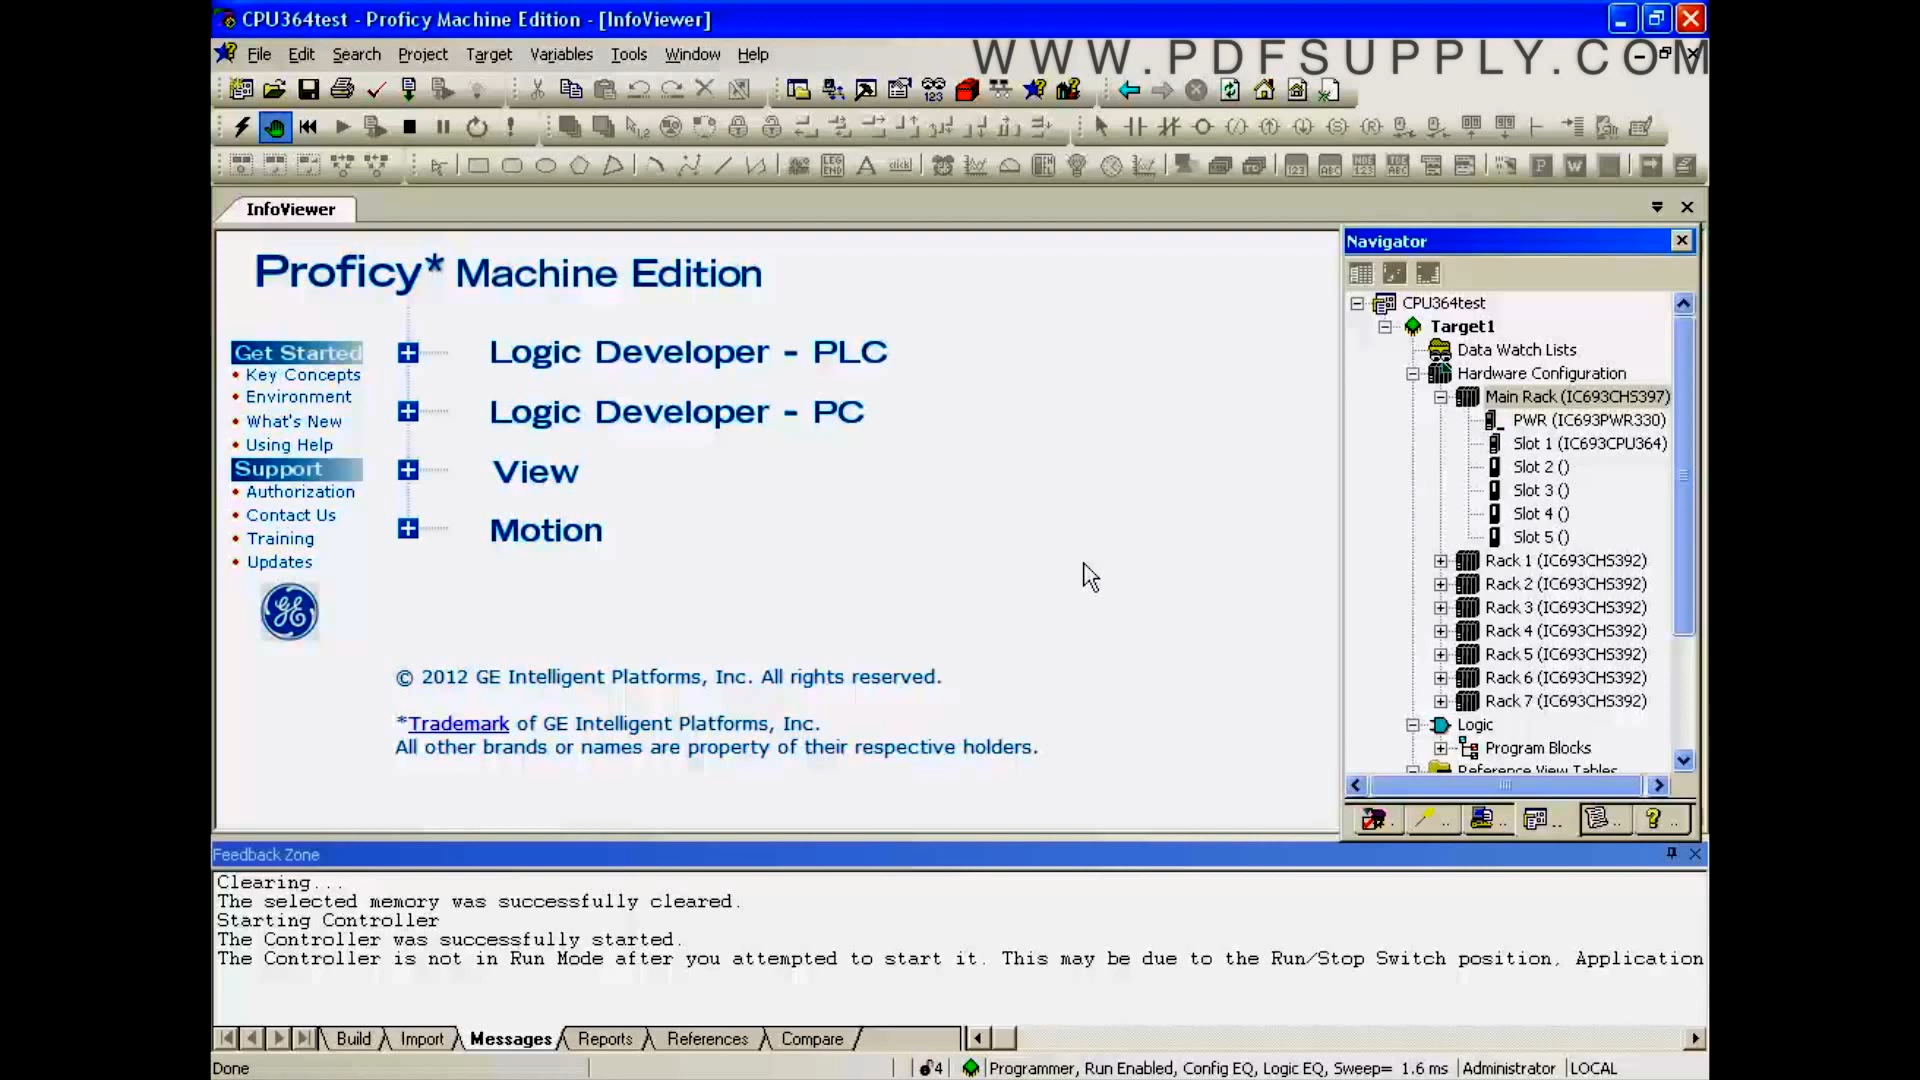 CPU364test - Proficy Machine Edition - [InfoViewer]
File Edit Search Project Target Variables Tools Window Help
WWW.PDFSUPPLY.COM
InfoViewer
Proficy* Machine Edition
Get Started
Key Concepts
Environment
What's New
Using Help
Support
Authorization
Contact Us
Training
Updates
Logic Developer - PLC
Logic Developer - PC
View
Motion
© 2012 GE Intelligent Platforms, Inc. All rights reserved.
*Trademark of GE Intelligent Platforms, Inc.
All other brands or names are property of their respective holders.
Navigator
CPU364test
Target1
Data Watch Lists
Hardware Configuration
Main Rack (IC693CHS397)
PWR (IC693PWR330)
Slot 1 (IC693CPU364)
Slot 2 ()
Slot 3 ()
Slot 4 ()
Slot 5 ()
Rack 1 (IC693CHS392)
Rack 2 (IC693CHS392)
Rack 3 (IC693CHS392)
Rack 4 (IC693CHS392)
Rack 5 (IC693CHS392)
Rack 6 (IC693CHS392)
Rack 7 (IC693CHS392)
Logic
Program Blocks
Reference View Tables
Feedback Zone
Clearing...
The selected memory was successfully cleared.
Starting Controller
The Controller was successfully started.
The Controller is not in Run Mode after you attempted to start it. This may be due to the Run/Stop Switch position, Application
Build Import Messages Reports References Compare
Done 4 Programmer, Run Enabled, Config EQ, Logic EQ, Sweep= 1.6 ms Administrator LOCAL